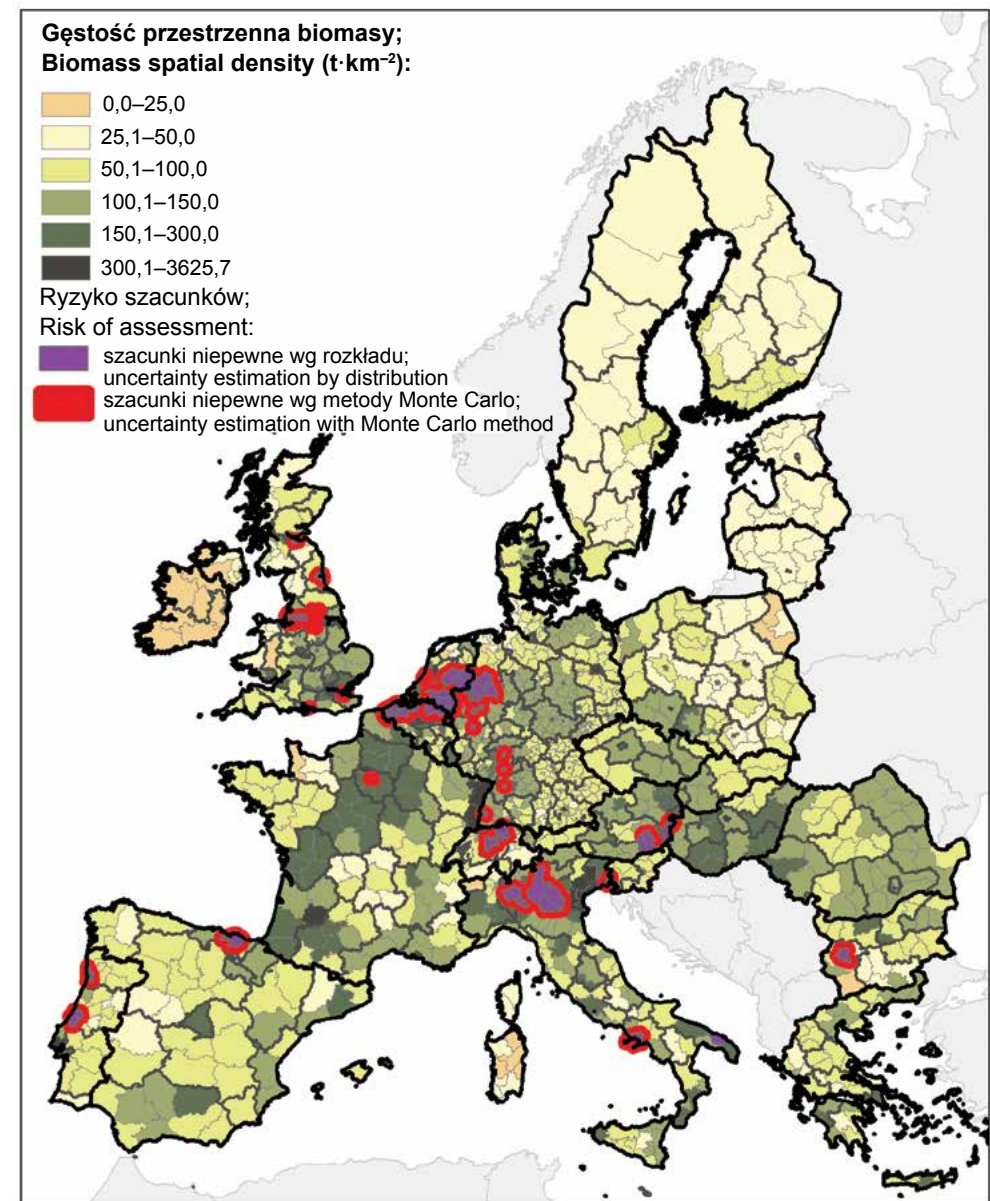 Gęstość przestrzenna biomasy;
Biomass spatial density (t·km⁻²):
0,0–25,0
25,1–50,0
50,1–100,0
100,1–150,0
150,1–300,0
300,1–3625,7
Ryzyko szacunków;
Risk of assessment:
szacunki niepewne wg rozkładu;
uncertainty estimation by distribution
szacunki niepewne wg metody Monte Carlo;
uncertainty estimation with Monte Carlo method